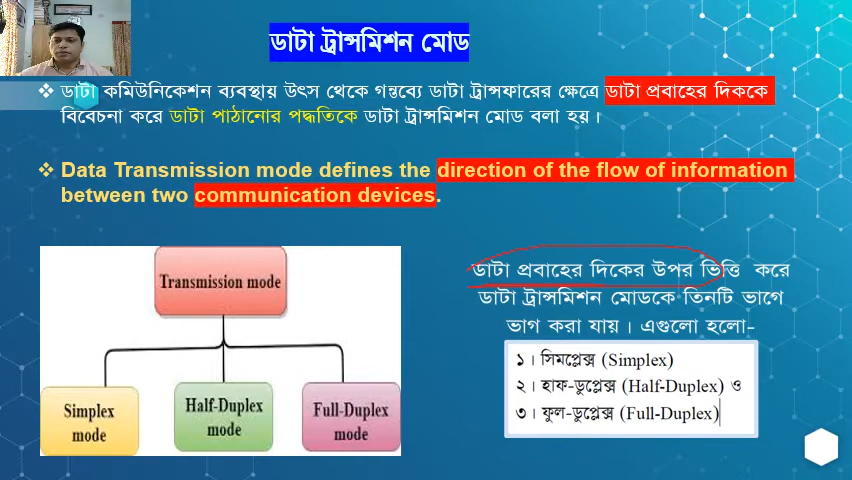 ডাটা ট্রান্সমিশন মোড
❖ ডাটা কমিউনিকেশন ব্যবস্থায় উৎস থেকে গন্তব্যে ডাটা ট্রান্সফারের ক্ষেত্রে ডাটা প্রবাহের দিককে
বিবেচনা করে ডাটা পাঠানোর পদ্ধতিকে ডাটা ট্রান্সমিশন মোড বলা হয়।
❖ Data Transmission mode defines the direction of the flow of information
between two communication devices.
Transmission mode
Simplex
mode
Half-Duplex
mode
Full-Duplex
mode
ডাটা প্রবাহের দিকের উপর ভিত্তি করে
ডাটা ট্রান্সমিশন মোডকে তিনটি ভাগে
ভাগ করা যায়। এগুলো হলো-
১। সিমপ্লেক্স (Simplex)
২। হাফ-ডুপ্লেক্স (Half-Duplex) ও
৩। ফুল-ডুপ্লেক্স (Full-Duplex)